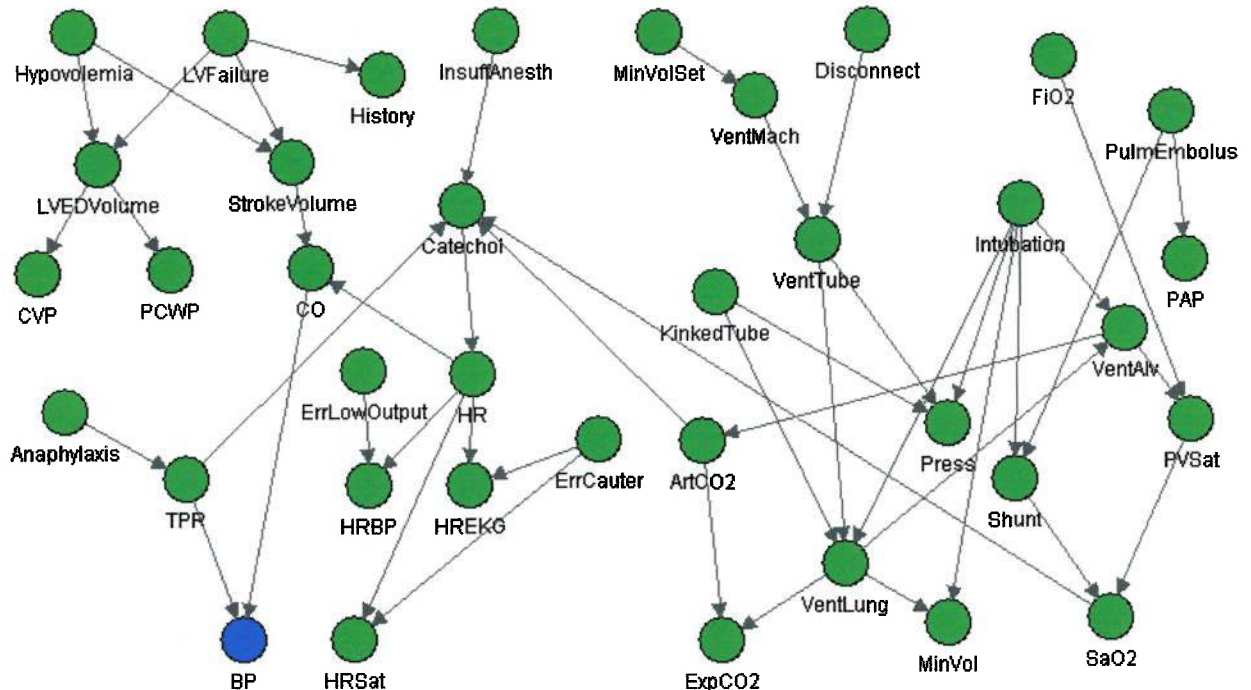 Hypovolemia
LVFailure
History
InsuffAnesth
MinVolSet
Disconnect
VentMach
FiO2
PulmEmbolus
LVEDVolume
StrokeVolume
Catechol
Intubation
VentTube
PAP
CVP
PCWP
CO
KinkedTube
VentAlv
ErrLowOutput
HR
Anaphylaxis
TPR
HRBP
HREKG
ErrCauter
ArtCO2
Press
Shunt
PVSat
VentLung
BP
HRSat
ExpCO2
MinVol
SaO2